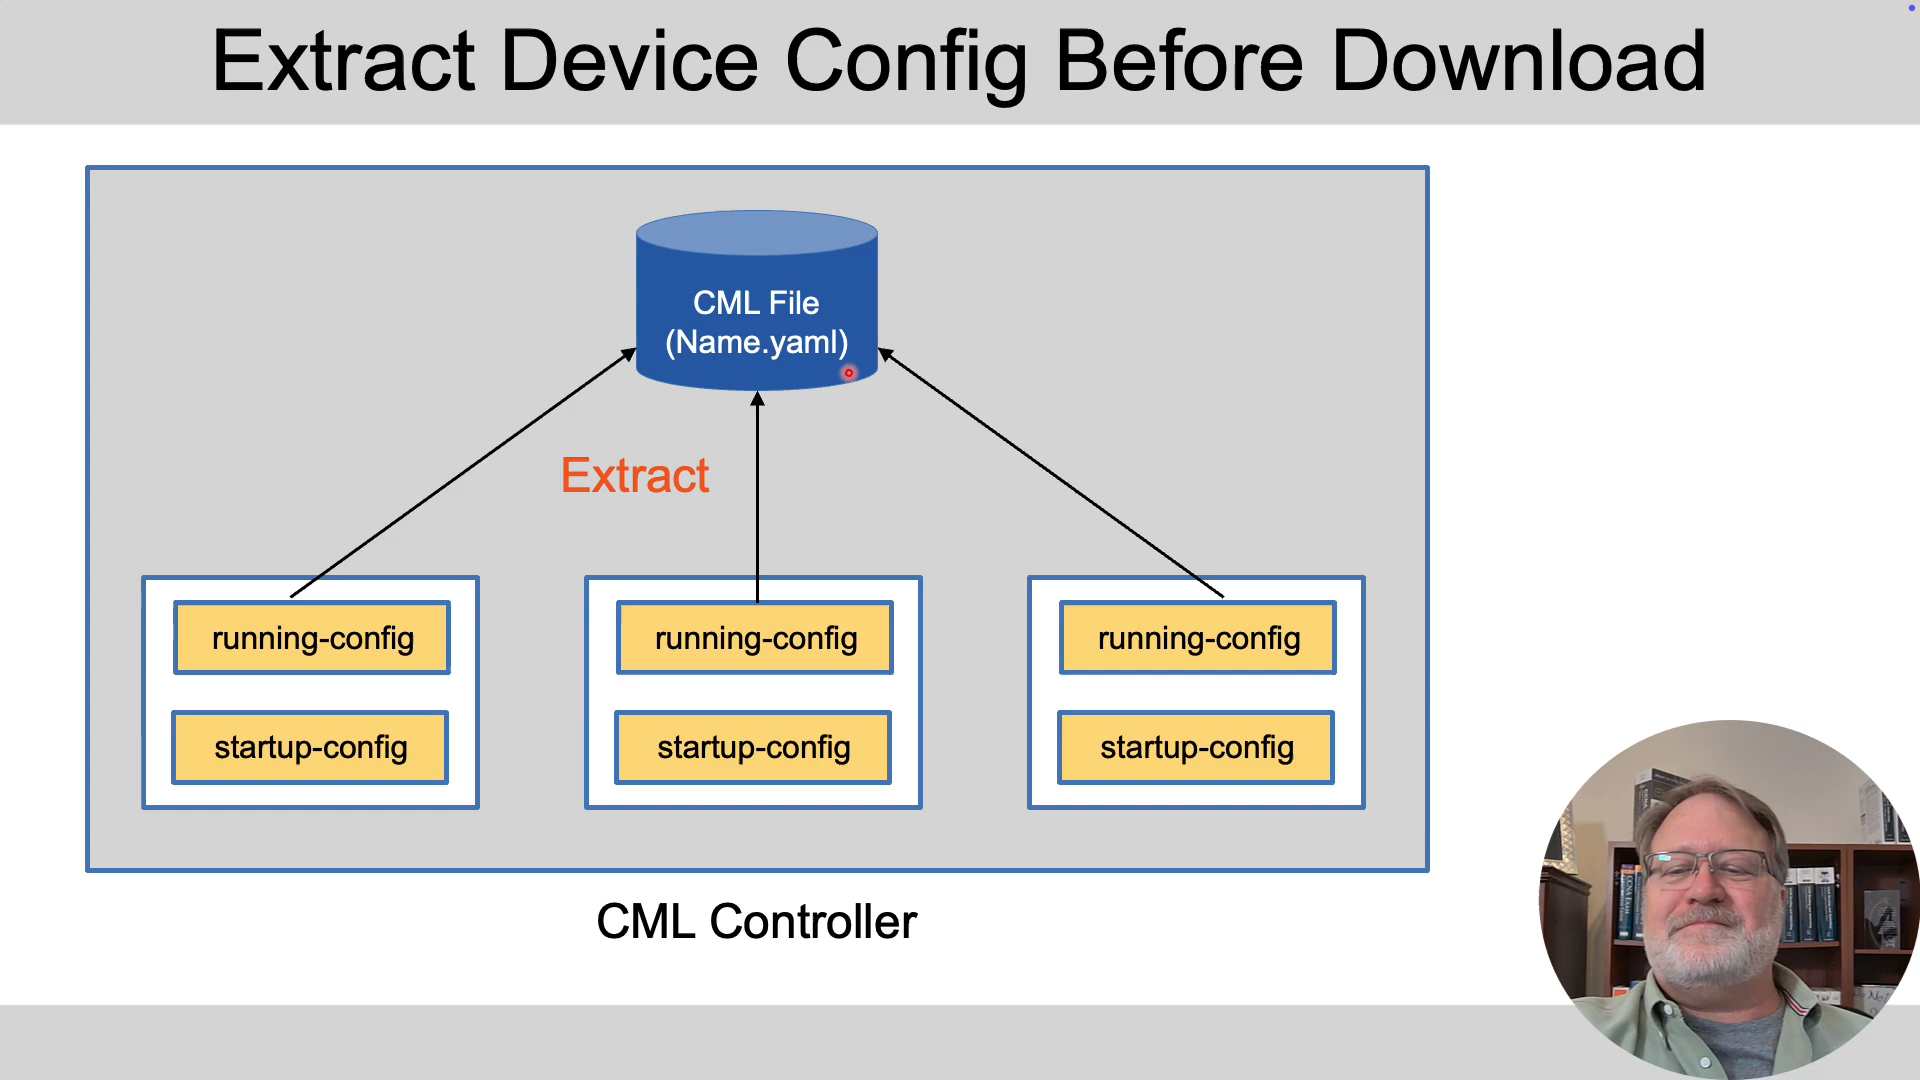 Extract Device Config Before Download
CML File
(Name.yaml)
Extract
running-config
running-config
running-config
startup-config
startup-config
startup-config
CML Controller